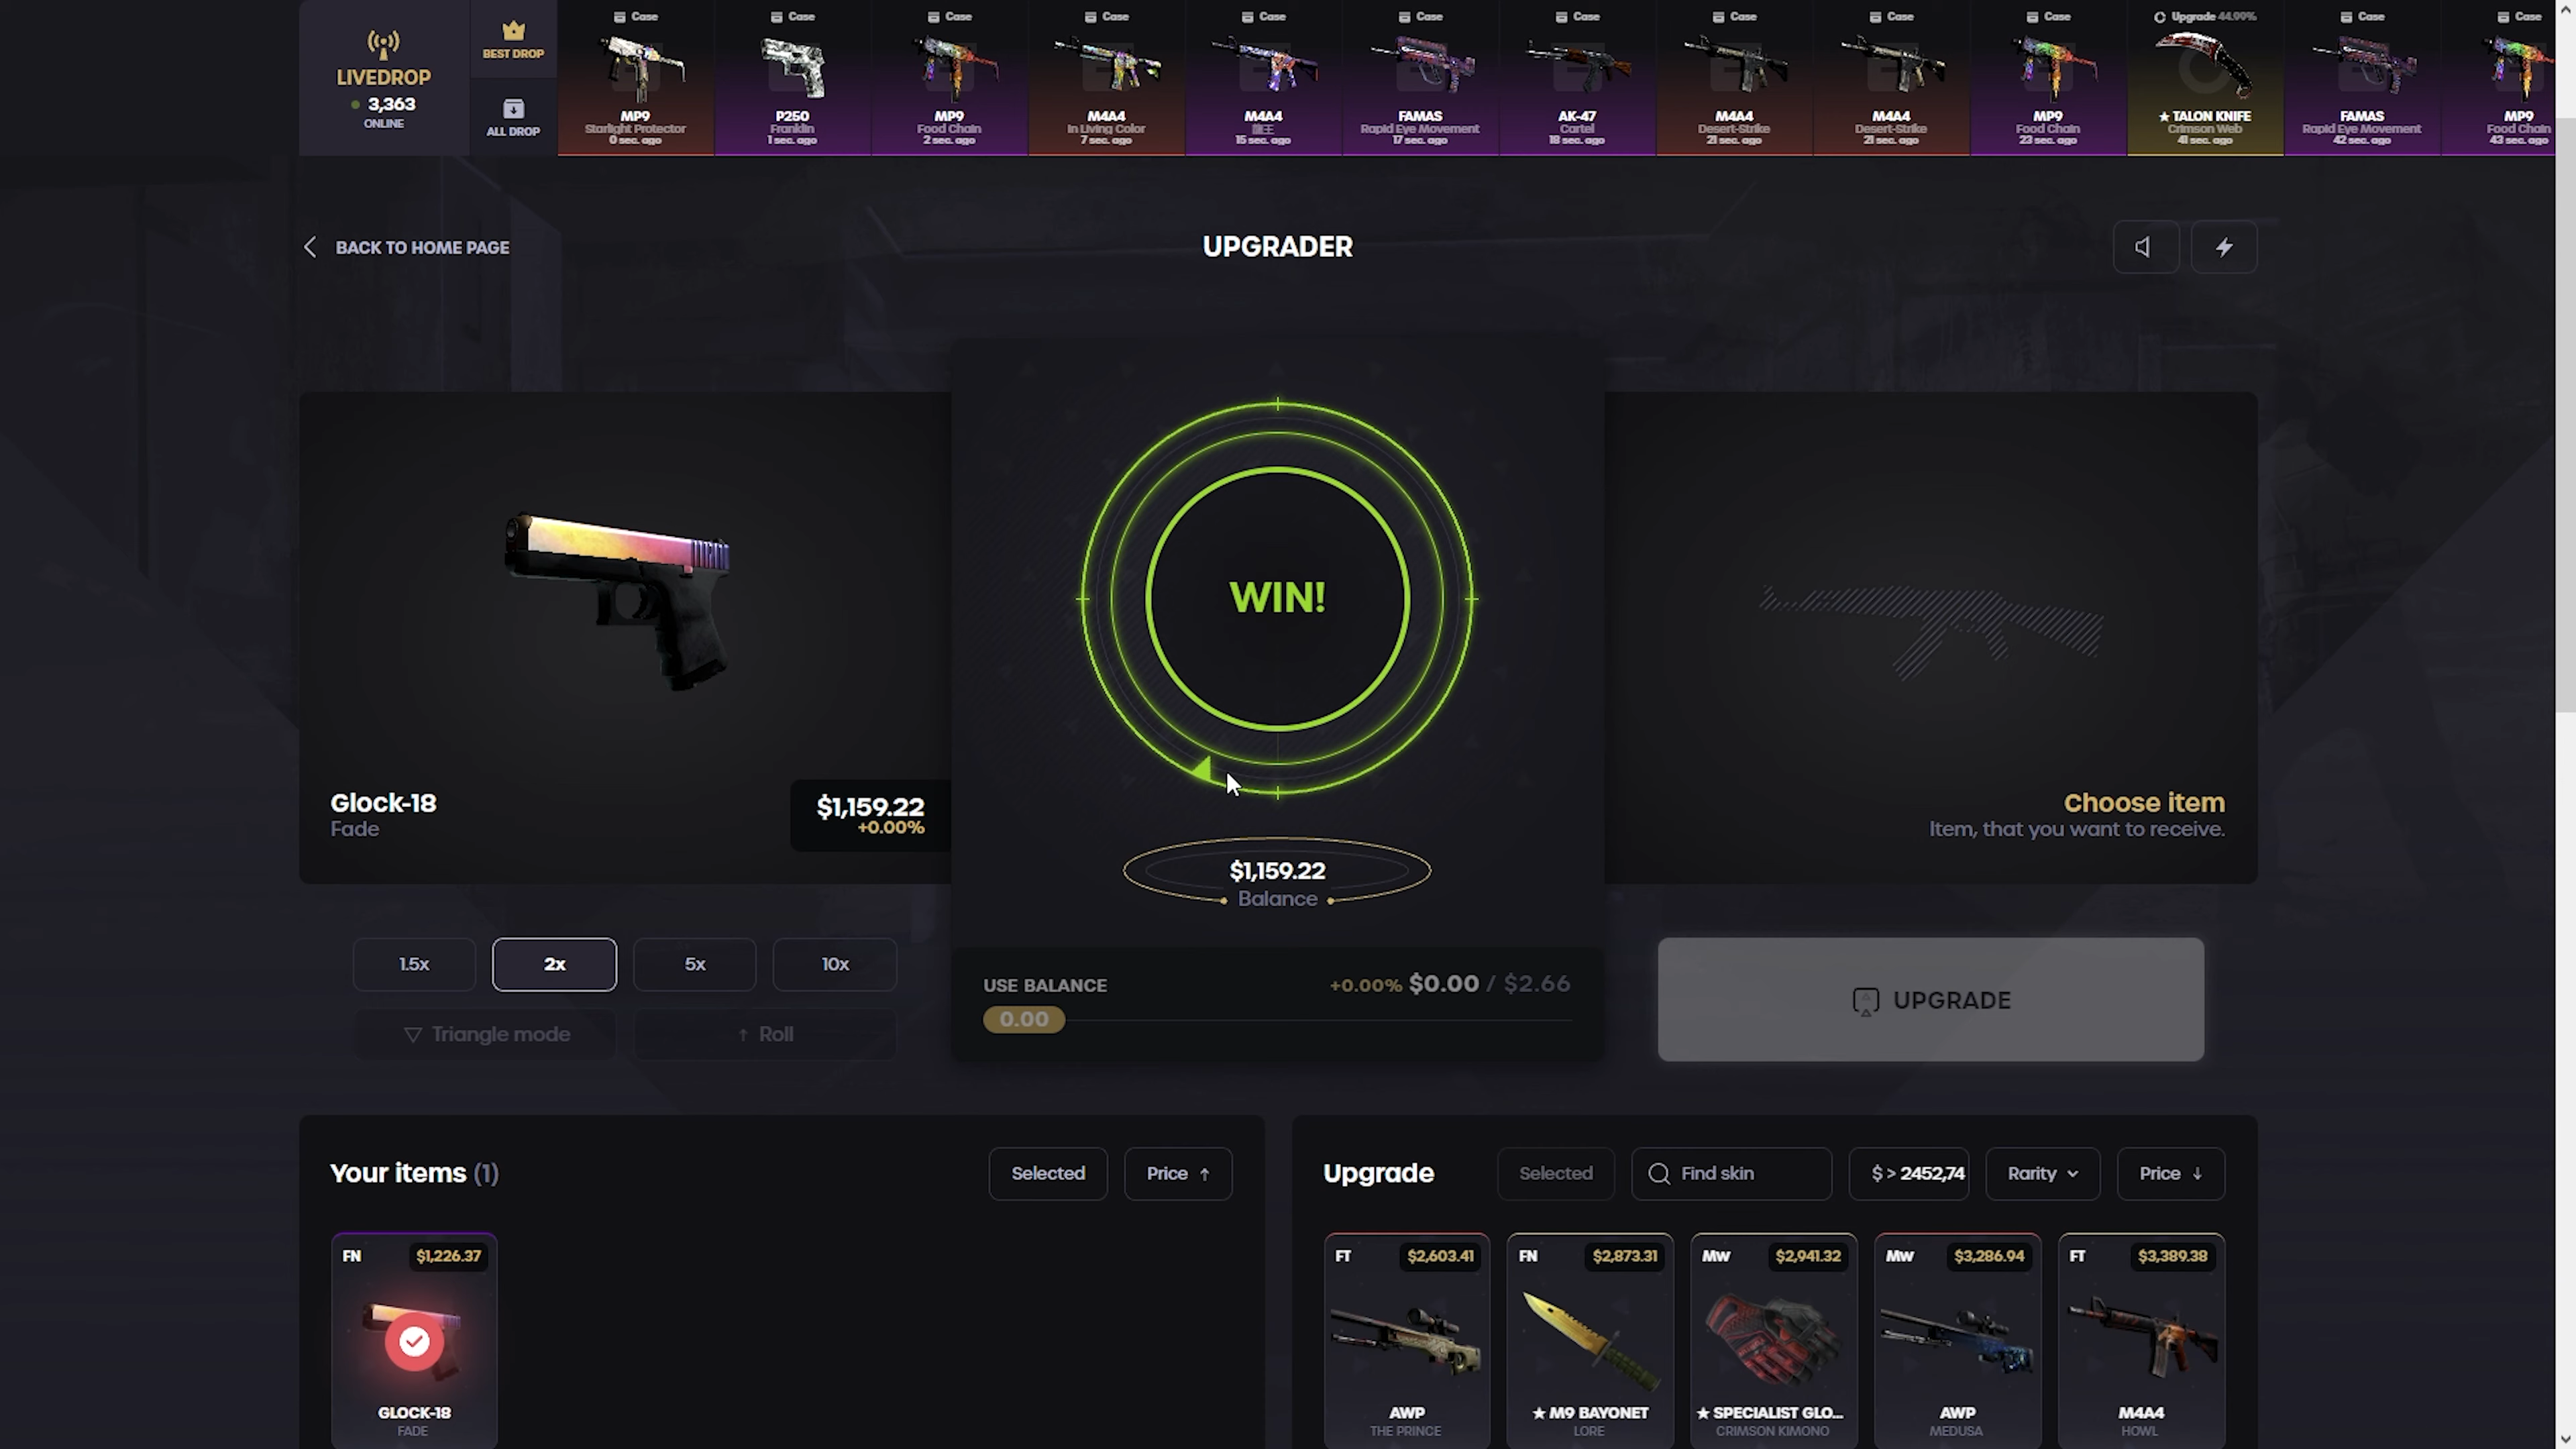 LIVEDROP
3,363
ONLINE
BEST DROP
ALL DROP
Case
MP9
Starlight Protector
0 sec. ago
Case
P250
Franklin
1 sec. ago
Case
MP9
Food Chain
2 sec. ago
Case
M4A4
In Living Color
7 sec. ago
Case
M4A4
龍王
15 sec. ago
Case
FAMAS
Rapid Eye Movement
17 sec. ago
Case
AK-47
Cartel
18 sec. ago
Case
M4A4
Desert-Strike
21 sec. ago
Case
M4A4
Desert-Strike
21 sec. ago
Case
MP9
Food Chain
23 sec. ago
Upgrade 44.99%
★ TALON KNIFE
Crimson Web
41 sec. ago
Case
FAMAS
Rapid Eye Movement
42 sec. ago
Case
MP9
Food Chain
43 sec. ago
BACK TO HOME PAGE
UPGRADER
WIN!
Glock-18
Fade
$1,159.22
+0.00%
$1,159.22
Balance
Choose item
Item, that you want to receive.
1.5x
2x
5x
10x
Triangle mode
↑ Roll
USE BALANCE
+0.00% $0.00 / $2.66
0.00
UPGRADE
Your items (1)
Selected
Price ↑
FN
$1,226.37
GLOCK-18
FADE
Upgrade
Selected
Find skin
$ > 2452,74
Rarity
Price ↓
FT
$2,603.41
AWP
THE PRINCE
FN
$2,873.31
★ M9 BAYONET
LORE
MW
$2,941.32
★ SPECIALIST GLO...
CRIMSON KIMONO
MW
$3,286.94
AWP
MEDUSA
FT
$3,389.38
M4A4
HOWL